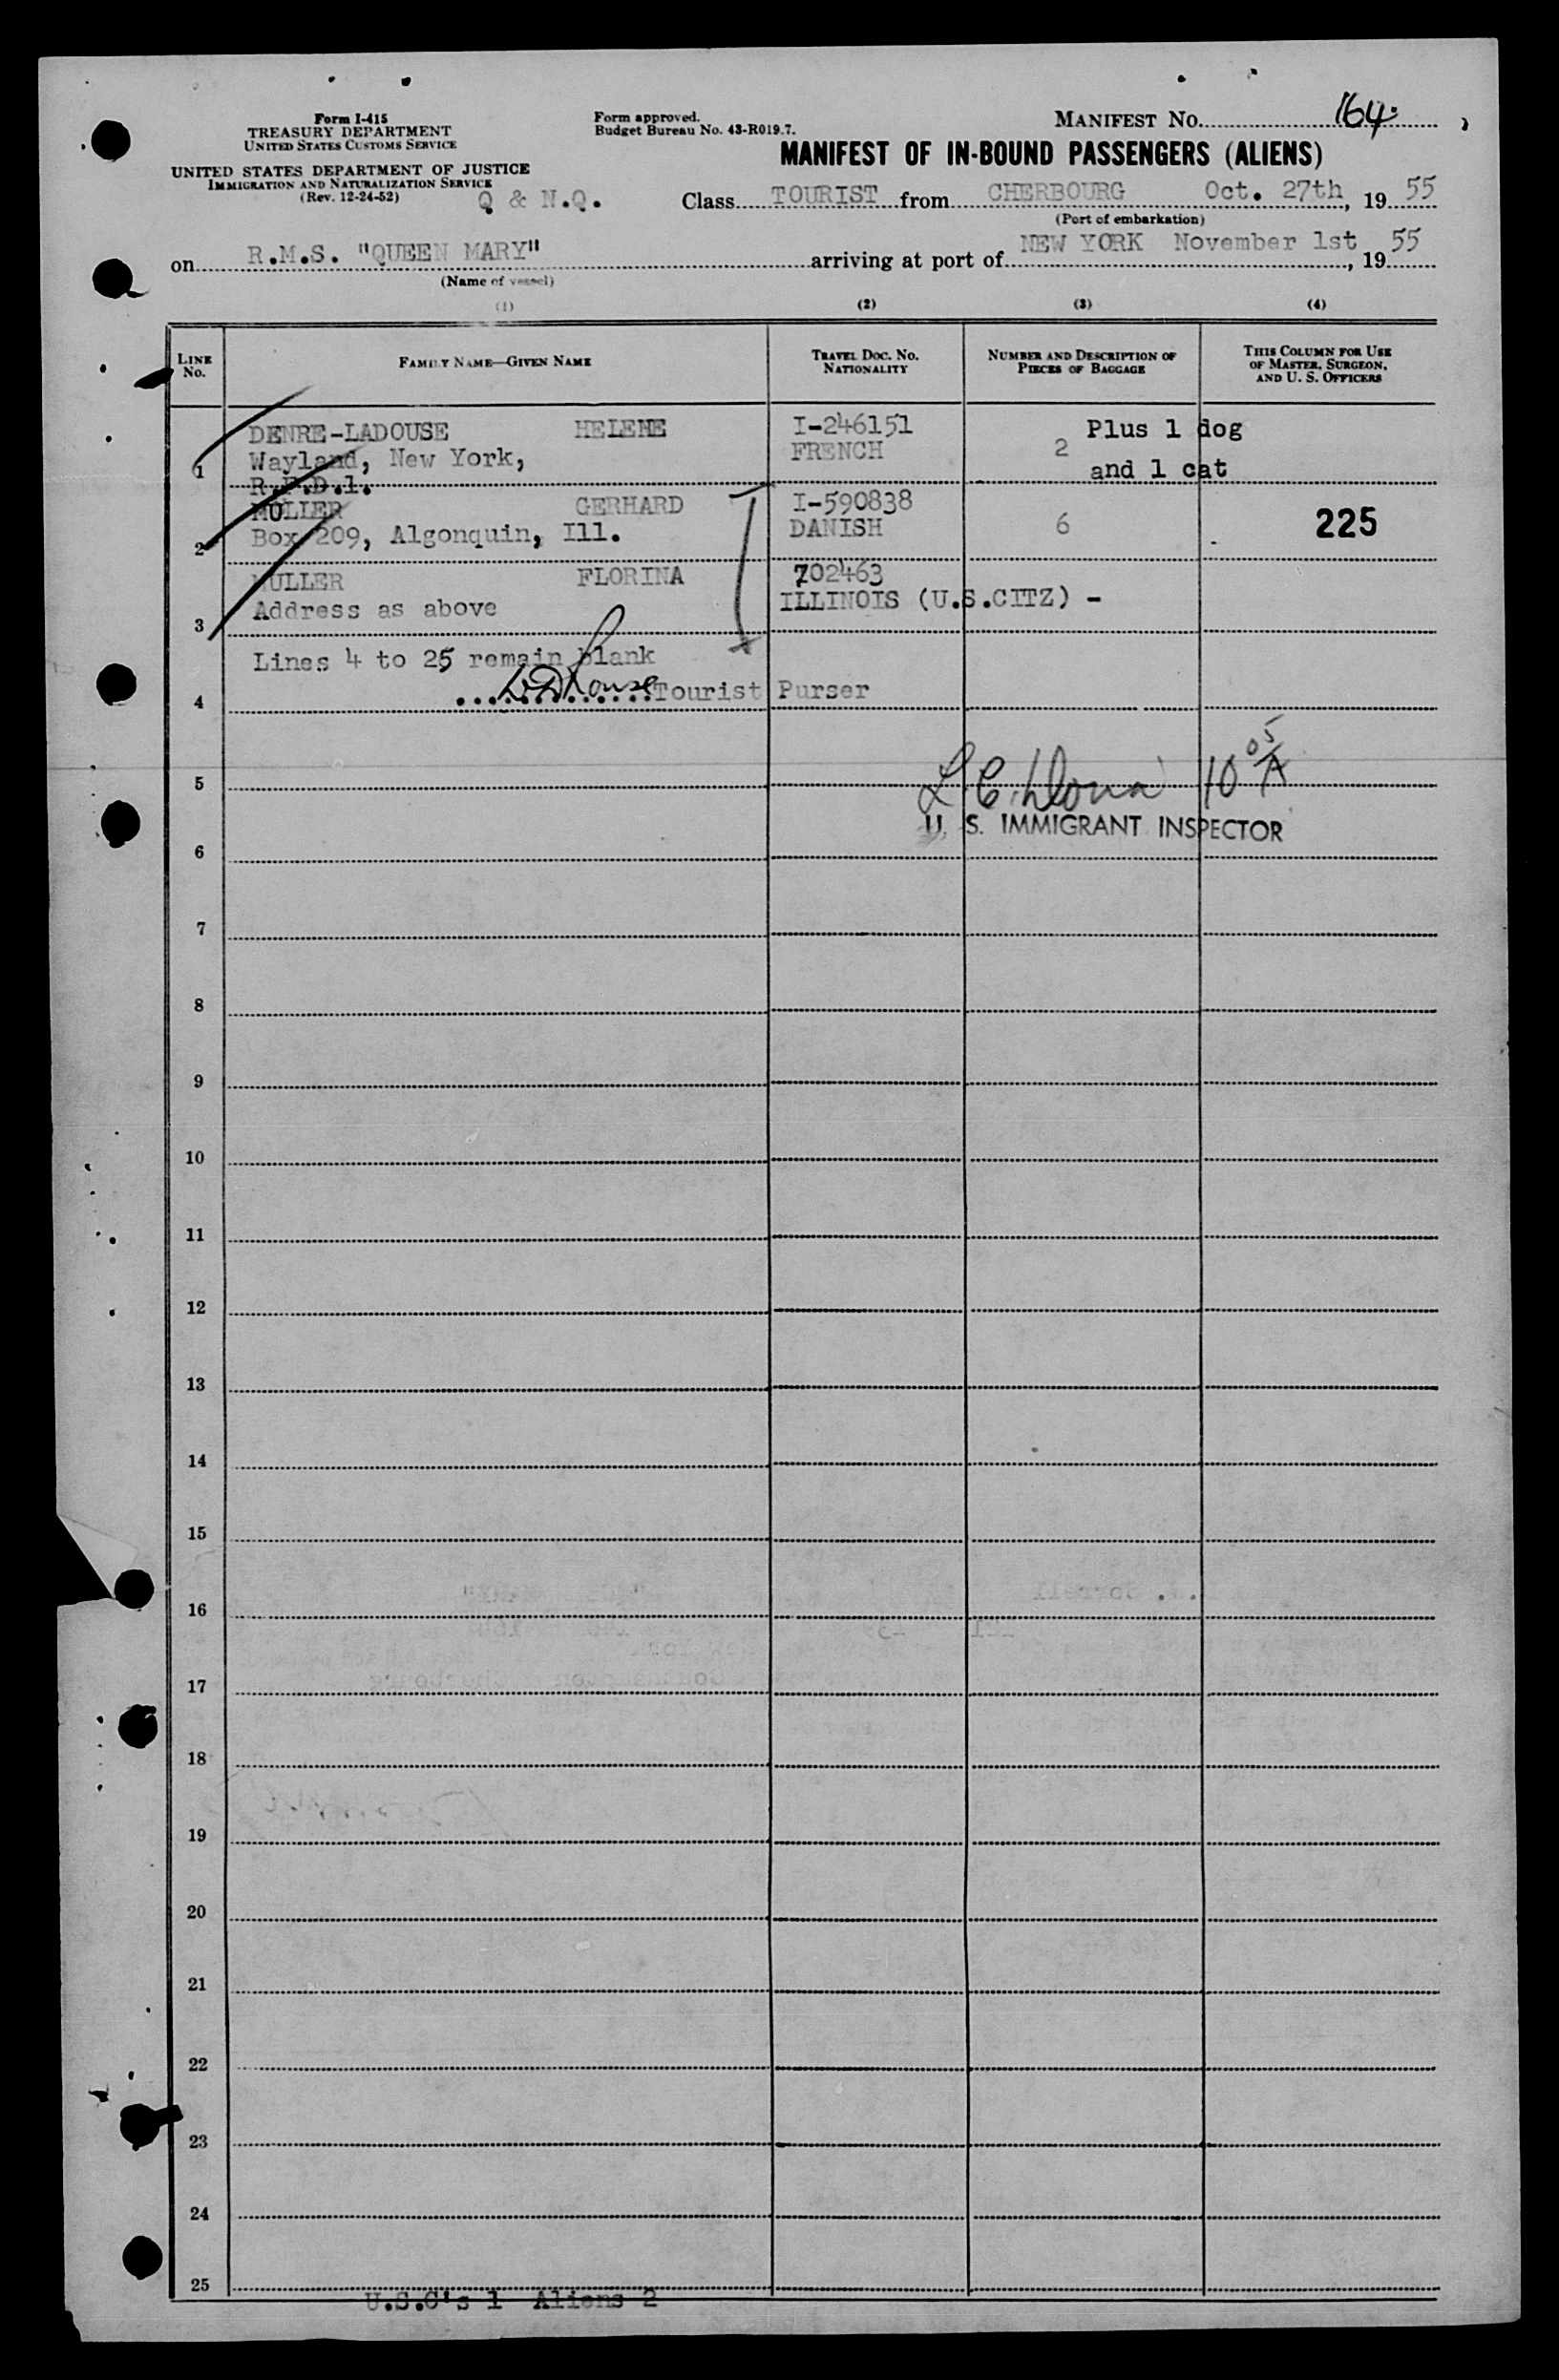 Form I-415
TREASURY DEPARTMENT
UNITED STATES CUSTOMS SERVICE
UNITED STATES DEPARTMENT OF JUSTICE
IMMIGRATION AND NATURALIZATION SERVICE
(Rev. 12-24-52)
Q & N.Q.
Form approved.
Budget Bureau No. 43-R019.7.
MANIFEST NO. 164
MANIFEST OF IN-BOUND PASSENGERS (ALIENS)
Class TOURIST from CHERBOURG Oct. 27th, 19 55
(Port of embarkation)
on R.M.S. "QUEEN MARY" arriving at port of NEW YORK November 1st, 19 55
(Name of vessel)
(1) (2) (3) (4)
LINE NO. FAMILY NAME—GIVEN NAME TRAVEL DOC. NO. NATIONALITY NUMBER AND DESCRIPTION OF PIECES OF BAGGAGE THIS COLUMN FOR USE OF MASTER, SURGEON, AND U. S. OFFICERS
DENRE-LADOUSE HELENE I-246151 Plus 1 dog
1 Wayland, New York, FRENCH 2 and 1 cat
R.F.D.1.
MULLER GERHARD I-590838
2 Box 209, Algonquin, Ill. DANISH 6 225
MULLER FLORINA 702463
3 Address as above ILLINOIS (U.S.CITZ) -
Lines 4 to 25 remain blank
4 Tourist Purser
5 10 05 A
U. S. IMMIGRANT INSPECTOR
6
7
8
9
10
11
12
13
14
15
16
17
18
19
20
21
22
23
24
25
U.S.C's 1 Aliens 2